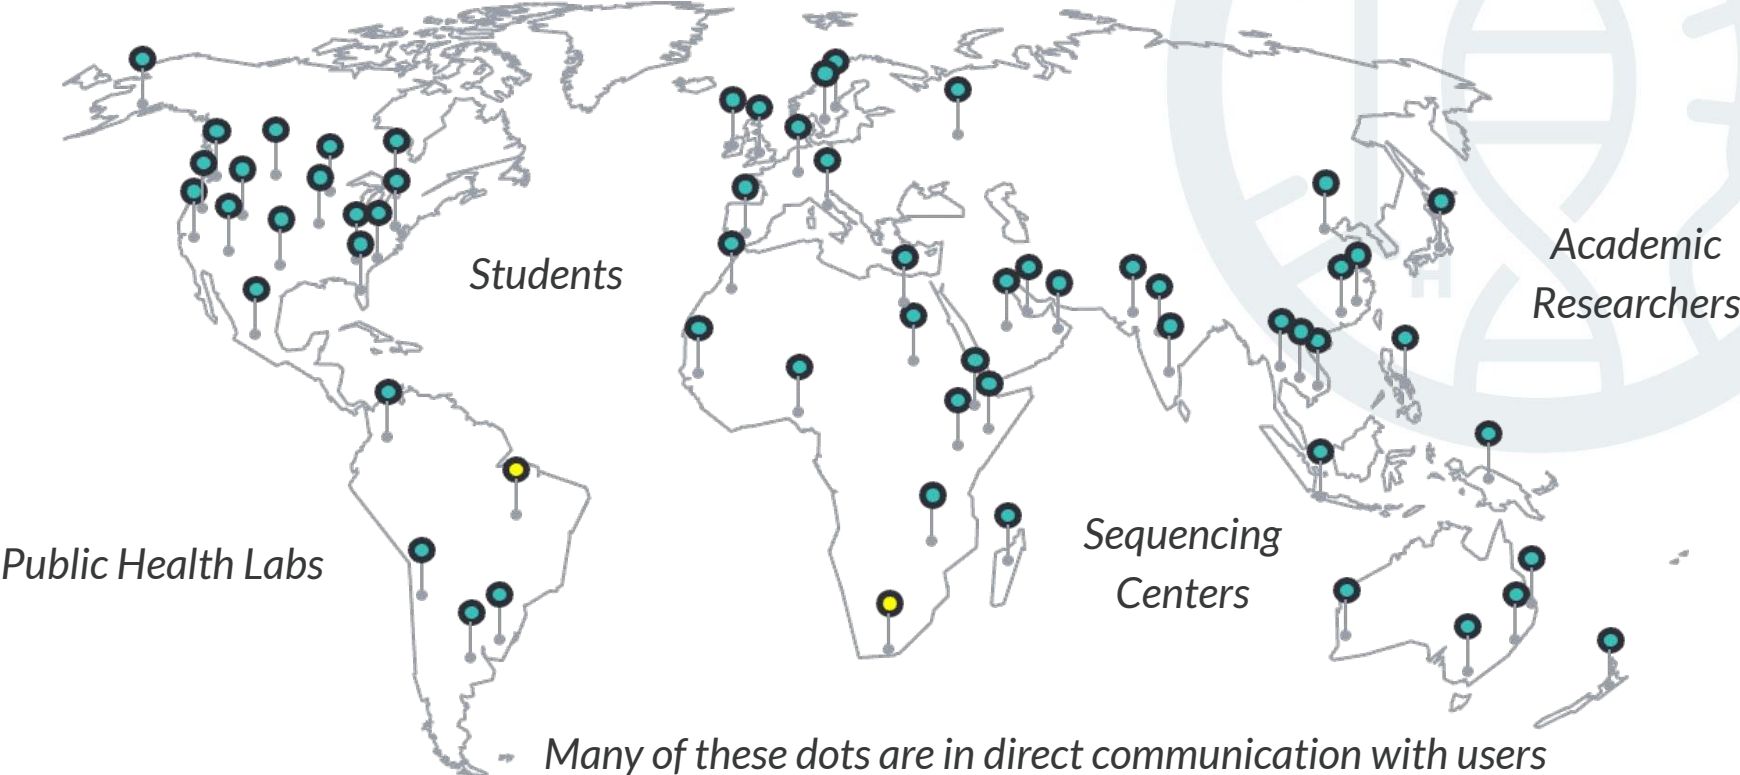 Students
Academic
Researchers
Public Health Labs
Sequencing
Centers
Many of these dots are in direct communication with users